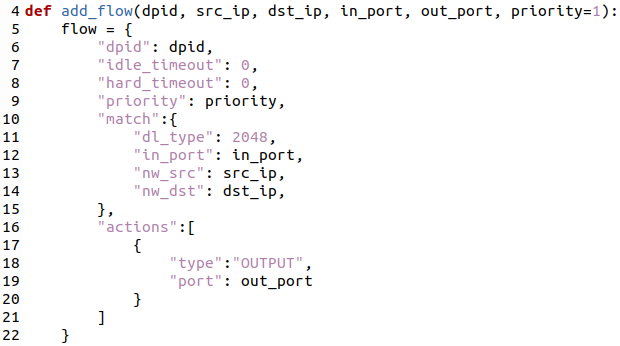 4 def add_flow(dpid, src_ip, dst_ip, in_port, out_port, priority=1):
5     flow = {
6         "dpid": dpid,
7         "idle_timeout": 0,
8         "hard_timeout": 0,
9         "priority": priority,
10         "match":{
11             "dl_type": 2048,
12             "in_port": in_port,
13             "nw_src": src_ip,
14             "nw_dst": dst_ip,
15         },
16         "actions":[
17             {
18                 "type":"OUTPUT",
19                 "port": out_port
20             }
21         ]
22     }